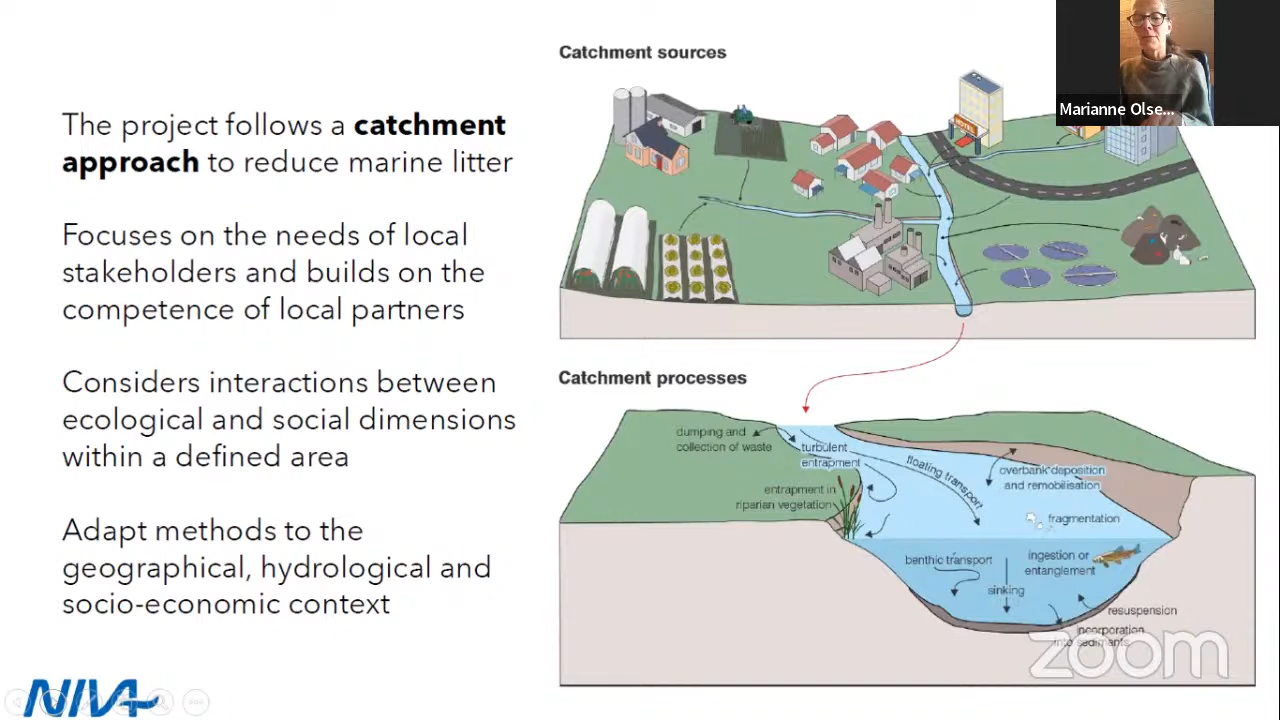 The project follows a catchment
approach to reduce marine litter
Focuses on the needs of local
stakeholders and builds on the
competence of local partners
Considers interactions between
ecological and social dimensions
within a defined area
Adapt methods to the
geographical, hydrological and
socio-economic context
NIVA
Catchment sources
HOTEL
Catchment processes
dumping and
collection of waste
turbulent
entrapment
floating transport
overbank deposition
and remobilisation
entrapment in
riparian vegetation
fragmentation
benthic transport
ingestion or
entanglement
sinking
resuspension
incorporation
into sediments
zoom
Marianne Olse...